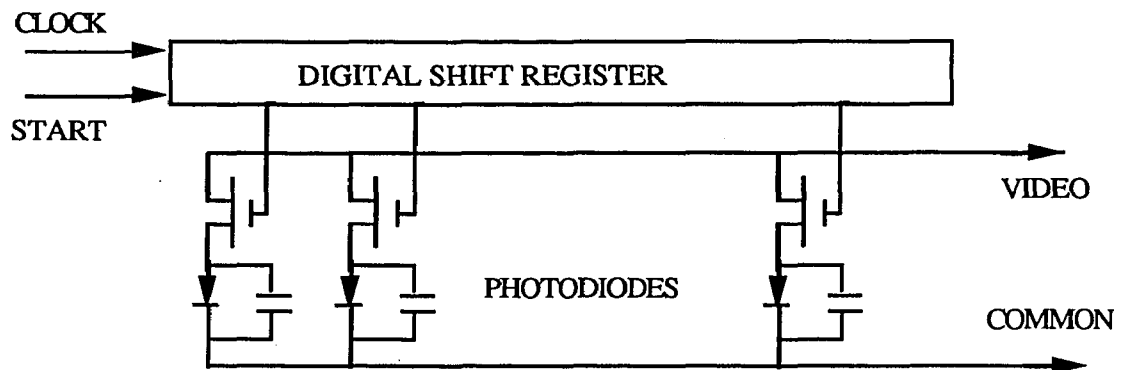 CLOCK
DIGITAL SHIFT REGISTER
START
VIDEO
PHOTODIODES
COMMON